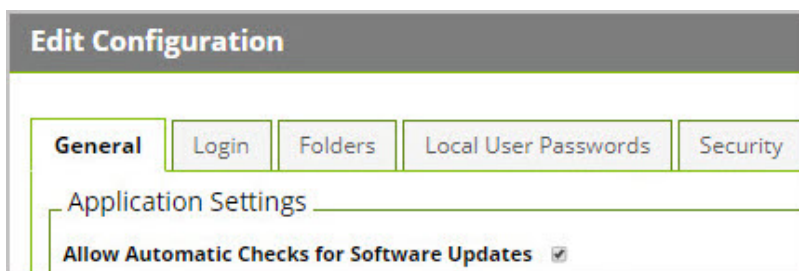 Edit Configuration
General Login Folders Local User Passwords Security
Application Settings
Allow Automatic Checks for Software Updates